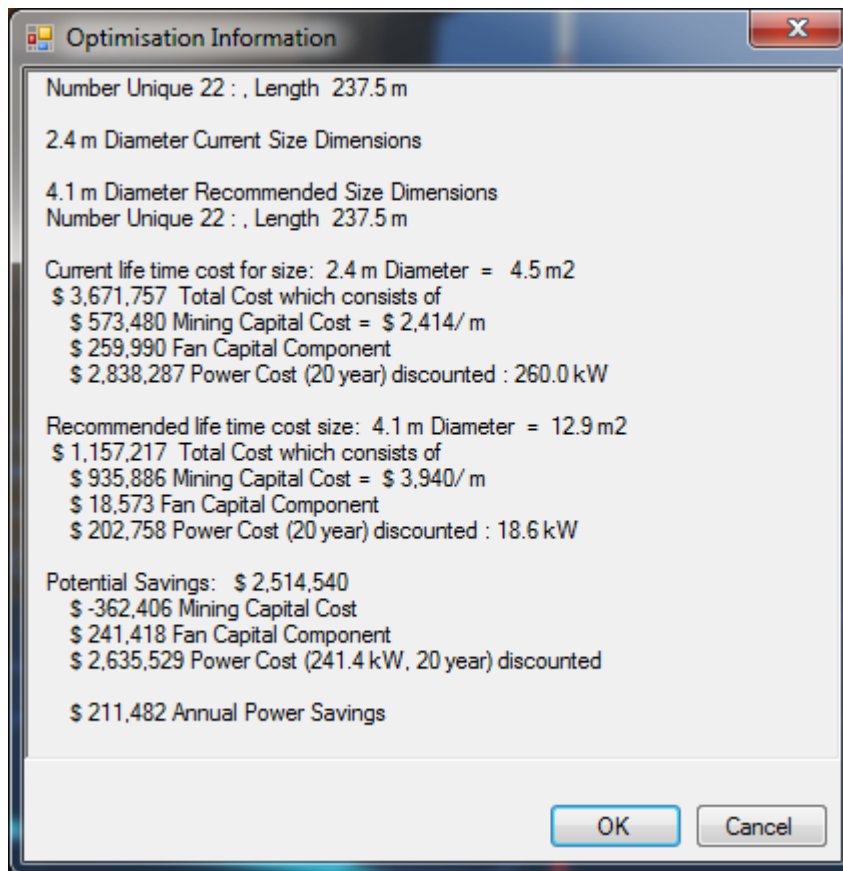 Optimisation Information
Number Unique 22 : , Length 237.5 m
2.4 m Diameter Current Size Dimensions
4.1 m Diameter Recommended Size Dimensions
Number Unique 22 : , Length 237.5 m
Current life time cost for size: 2.4 m Diameter = 4.5 m2
$ 3,671,757 Total Cost which consists of
$ 573,480 Mining Capital Cost = $ 2,414/ m
$ 259,990 Fan Capital Component
$ 2,838,287 Power Cost (20 year) discounted : 260.0 kW
Recommended life time cost size: 4.1 m Diameter = 12.9 m2
$ 1,157,217 Total Cost which consists of
$ 935,886 Mining Capital Cost = $ 3,940/ m
$ 18,573 Fan Capital Component
$ 202,758 Power Cost (20 year) discounted : 18.6 kW
Potential Savings: $ 2,514,540
$ -362,406 Mining Capital Cost
$ 241,418 Fan Capital Component
$ 2,635,529 Power Cost (241.4 kW, 20 year) discounted
$ 211,482 Annual Power Savings
OK Cancel